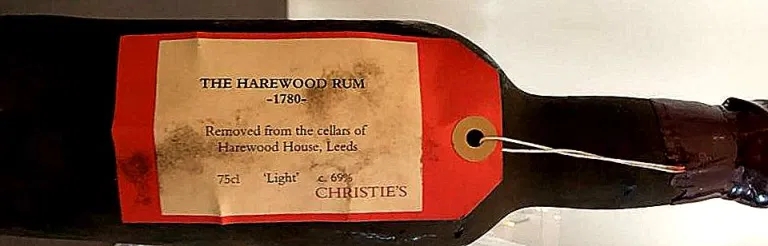 THE HAREWOOD RUM
-1780-
Removed from the cellars of
Harewood House, Leeds
75cl 'Light' c. 69%
CHRISTIE'S